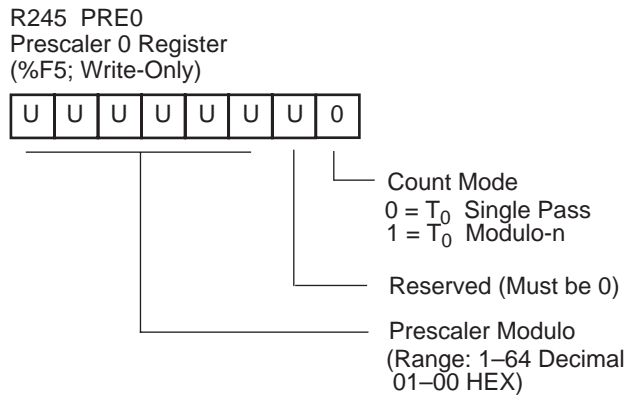 R245 PRE0
Prescaler 0 Register
(%F5; Write-Only)
U U U U U U U 0
Count Mode
0 = T0 Single Pass
1 = T0 Modulo-n
Reserved (Must be 0)
Prescaler Modulo
(Range: 1–64 Decimal
01–00 HEX)